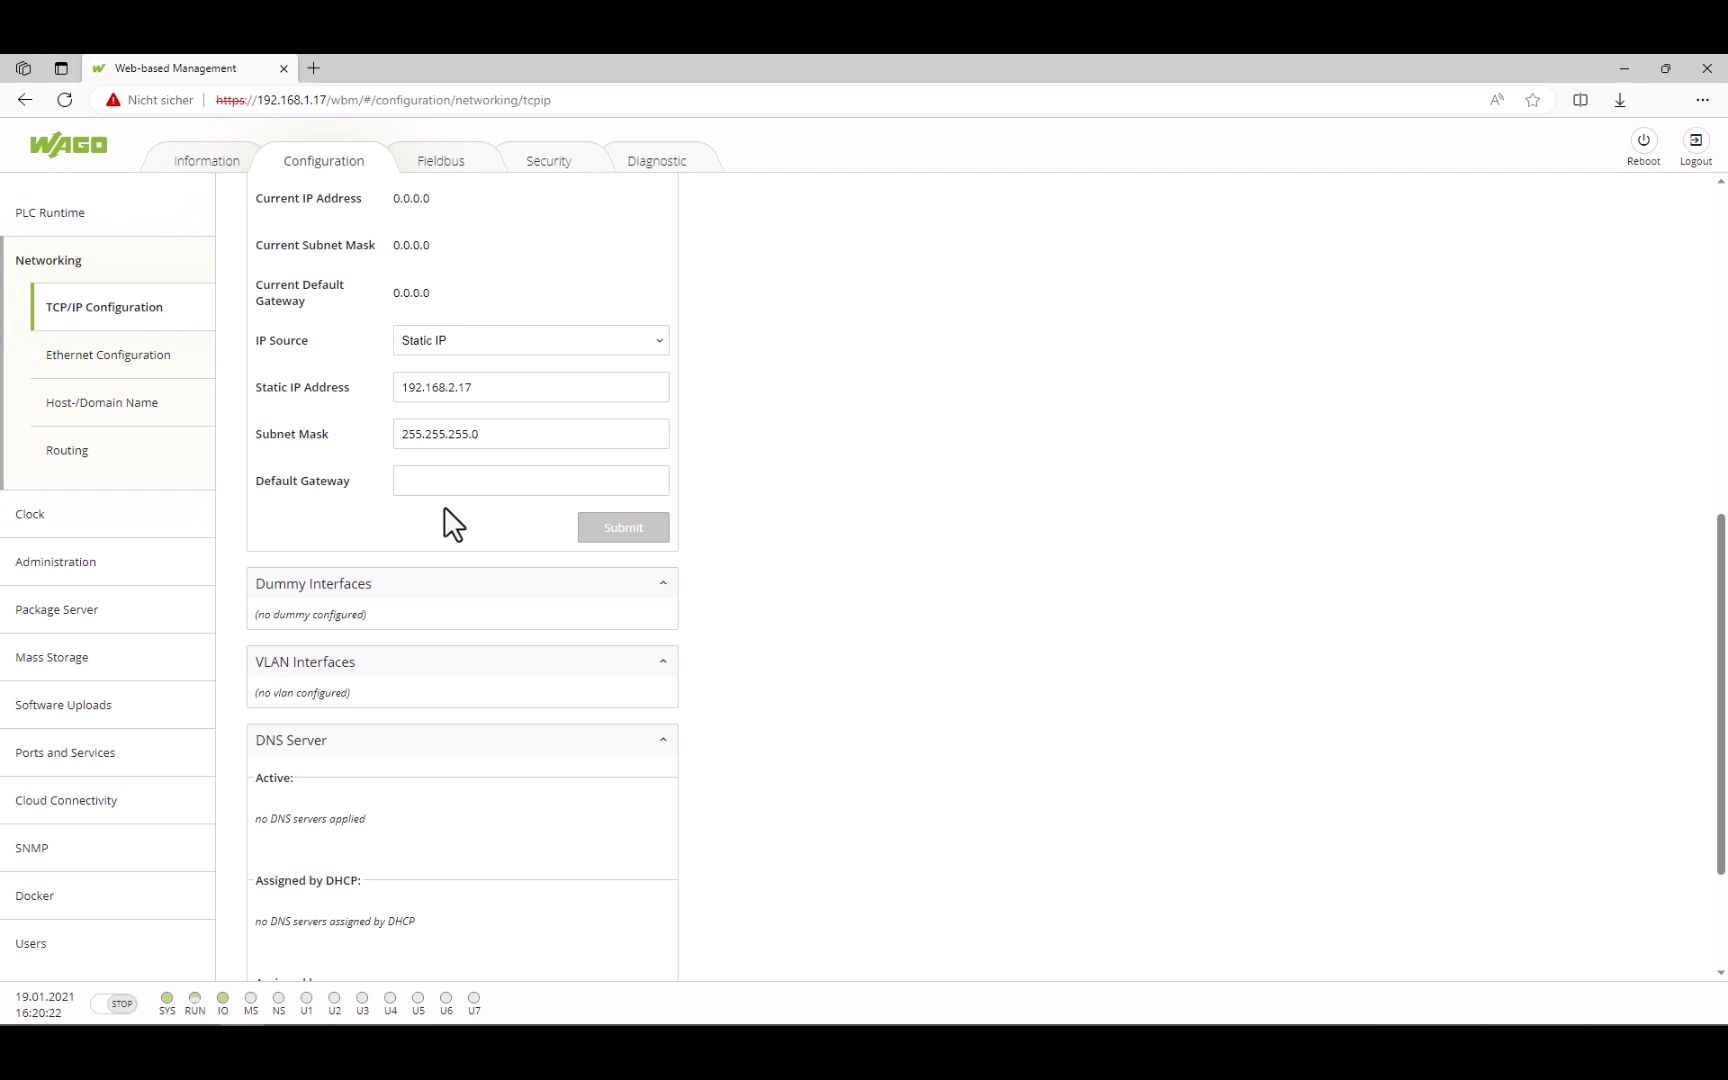 Web-based Management
Nicht sicher
https://192.168.1.17/wbm/#/configuration/networking/tcpip
WAGO
Information
Configuration
Fieldbus
Security
Diagnostic
Reboot
Logout
PLC Runtime
Networking
TCP/IP Configuration
Ethernet Configuration
Host-/Domain Name
Routing
Clock
Administration
Package Server
Mass Storage
Software Uploads
Ports and Services
Cloud Connectivity
SNMP
Docker
Users
Current IP Address 0.0.0.0
Current Subnet Mask 0.0.0.0
Current Default
Gateway
0.0.0.0
IP Source Static IP
Static IP Address 192.168.2.17
Subnet Mask 255.255.255.0
Default Gateway
Submit
Dummy Interfaces
(no dummy configured)
VLAN Interfaces
(no vlan configured)
DNS Server
Active:
no DNS servers applied
Assigned by DHCP:
no DNS servers assigned by DHCP
19.01.2021
16:20:22
STOP
SYS RUN IO MS NS U1 U2 U3 U4 U5 U6 U7